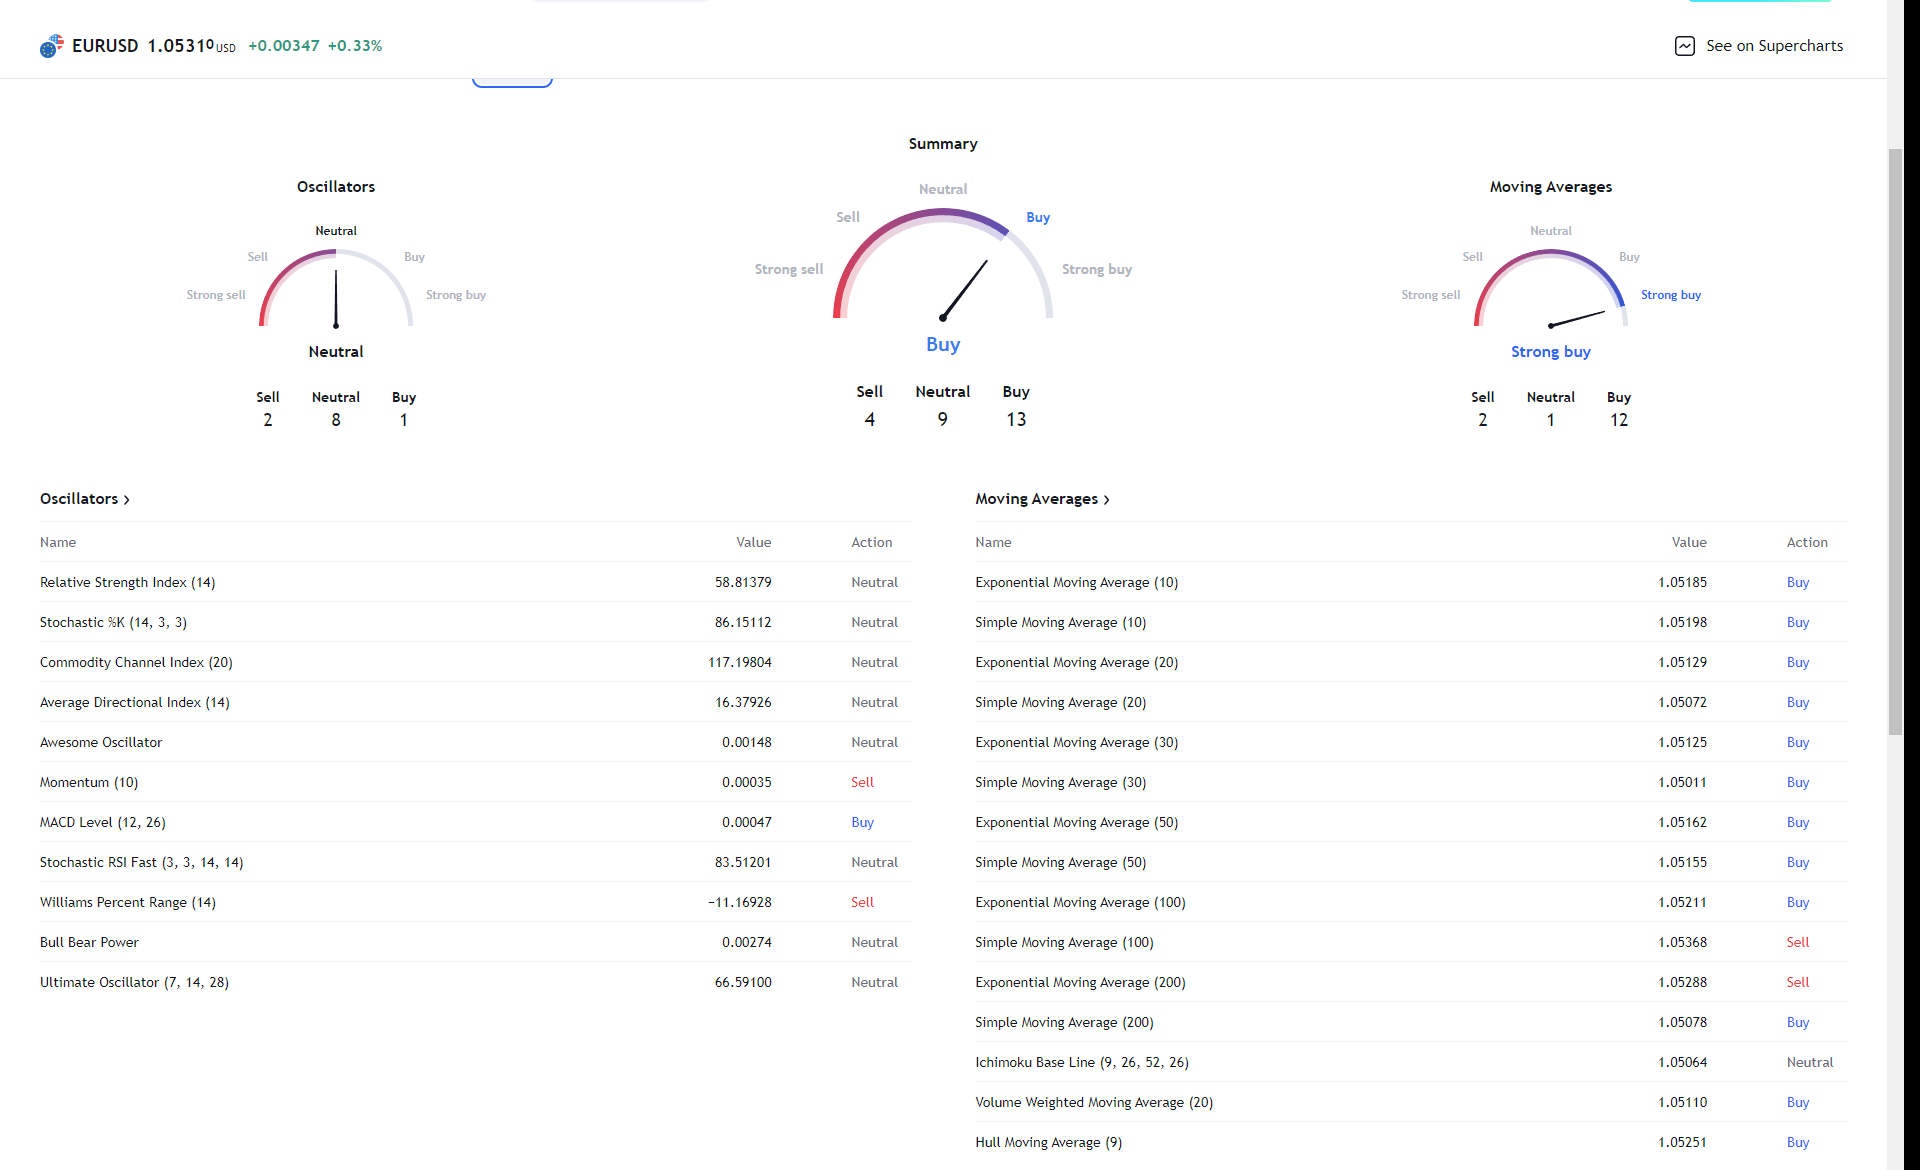 EURUSD 1.05310 USD +0.00347 +0.33%
See on Supercharts
Summary
Neutral
Sell
Buy
Strong sell
Strong buy
Buy
Sell Neutral Buy
4 9 13
Oscillators
Neutral
Sell
Buy
Strong sell
Strong buy
Neutral
Sell Neutral Buy
2 8 1
Moving Averages
Neutral
Sell
Buy
Strong sell
Strong buy
Strong buy
Sell Neutral Buy
2 1 12
Oscillators
Name Value Action
Relative Strength Index (14) 58.81379 Neutral
Stochastic %K (14, 3, 3) 86.15112 Neutral
Commodity Channel Index (20) 117.19804 Neutral
Average Directional Index (14) 16.37926 Neutral
Awesome Oscillator 0.00148 Neutral
Momentum (10) 0.00035 Sell
MACD Level (12, 26) 0.00047 Buy
Stochastic RSI Fast (3, 3, 14, 14) 83.51201 Neutral
Williams Percent Range (14) −11.16928 Sell
Bull Bear Power 0.00274 Neutral
Ultimate Oscillator (7, 14, 28) 66.59100 Neutral
Moving Averages
Name Value Action
Exponential Moving Average (10) 1.05185 Buy
Simple Moving Average (10) 1.05198 Buy
Exponential Moving Average (20) 1.05129 Buy
Simple Moving Average (20) 1.05072 Buy
Exponential Moving Average (30) 1.05125 Buy
Simple Moving Average (30) 1.05011 Buy
Exponential Moving Average (50) 1.05162 Buy
Simple Moving Average (50) 1.05155 Buy
Exponential Moving Average (100) 1.05211 Buy
Simple Moving Average (100) 1.05368 Sell
Exponential Moving Average (200) 1.05288 Sell
Simple Moving Average (200) 1.05078 Buy
Ichimoku Base Line (9, 26, 52, 26) 1.05064 Neutral
Volume Weighted Moving Average (20) 1.05110 Buy
Hull Moving Average (9) 1.05251 Buy